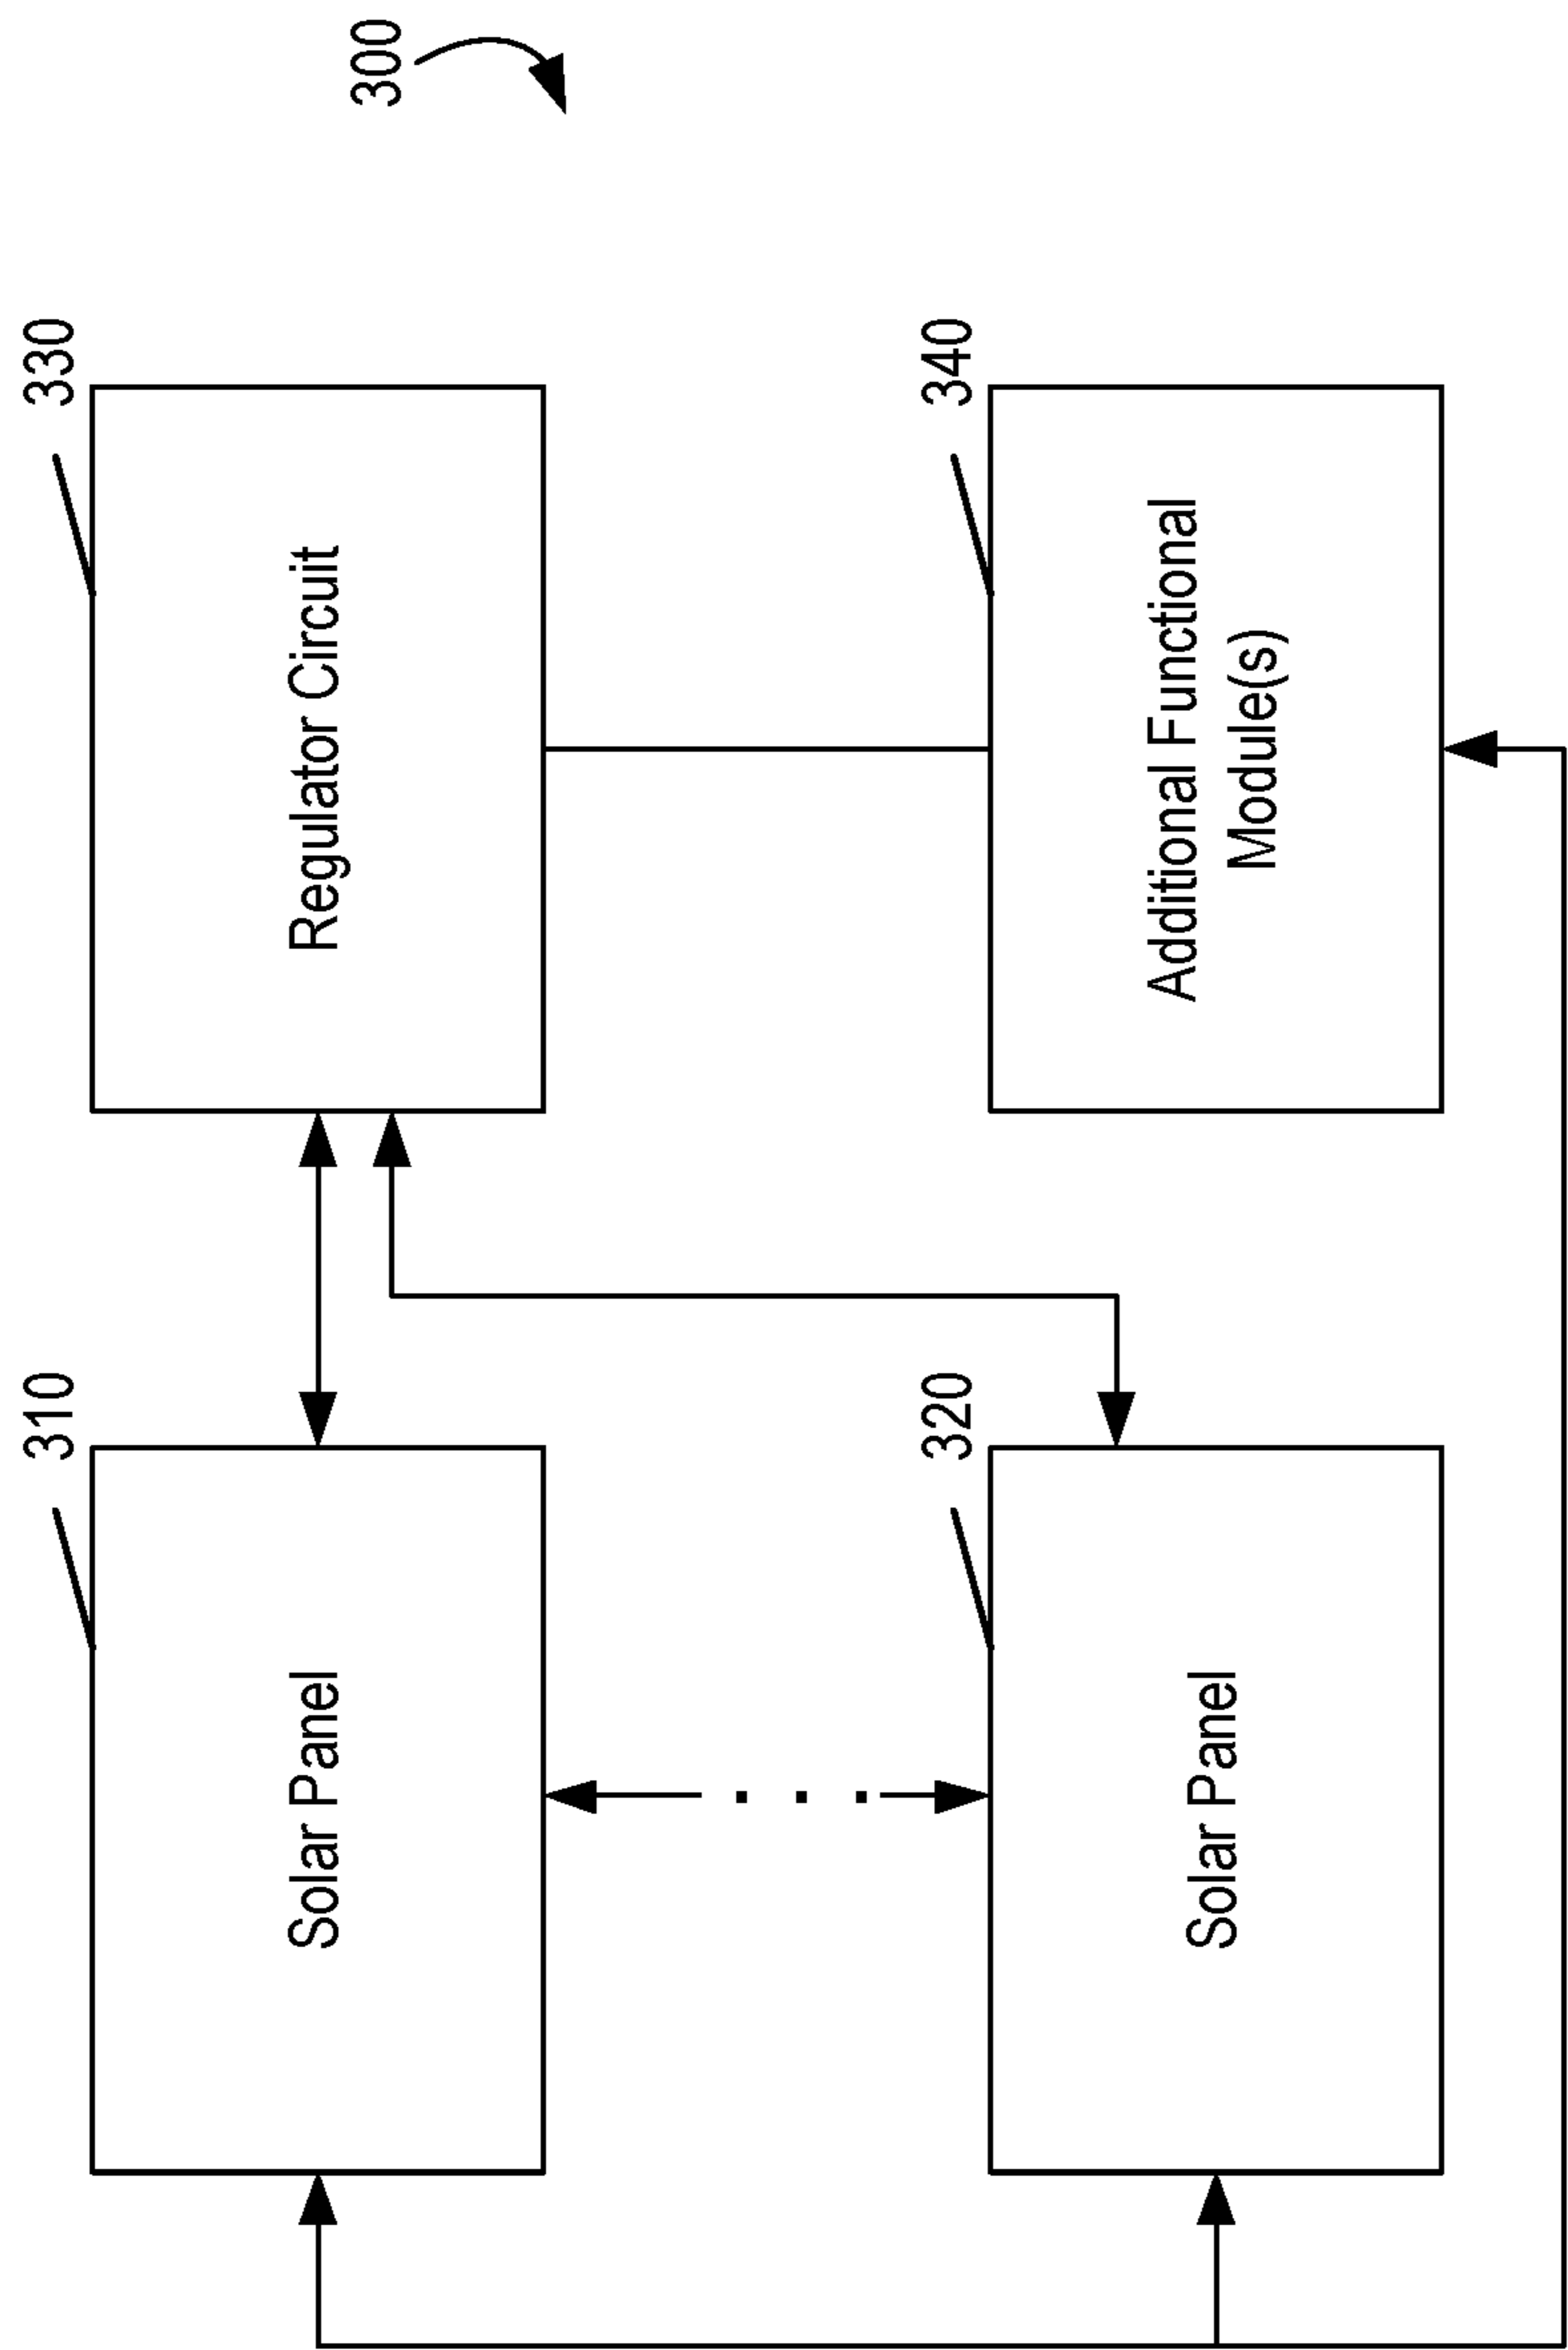 300
310
Solar Panel
330
Regulator Circuit
320
Solar Panel
340
Additional Functional
Module(s)